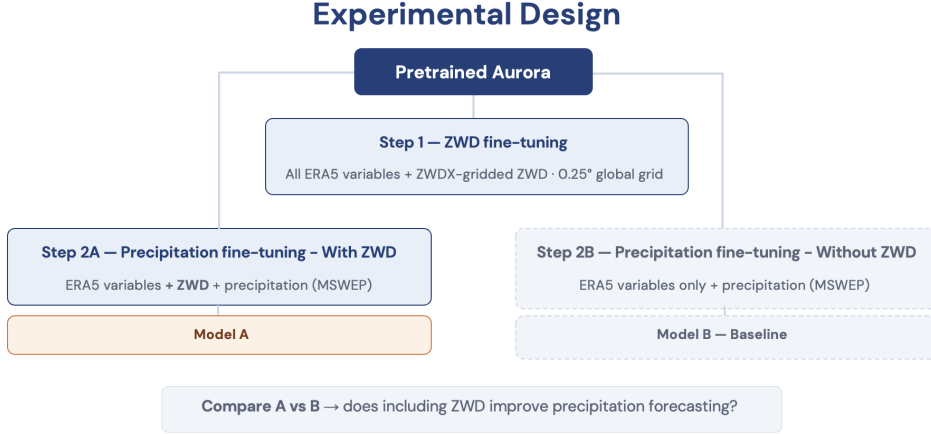 Experimental Design
Pretrained Aurora
Step 1 — ZWD fine-tuning
All ERA5 variables + ZWDX-gridded ZWD · 0.25° global grid
Step 2A — Precipitation fine-tuning - With ZWD
ERA5 variables + ZWD + precipitation (MSWEP)
Model A
Step 2B — Precipitation fine-tuning - Without ZWD
ERA5 variables only + precipitation (MSWEP)
Model B — Baseline
Compare A vs B → does including ZWD improve precipitation forecasting?